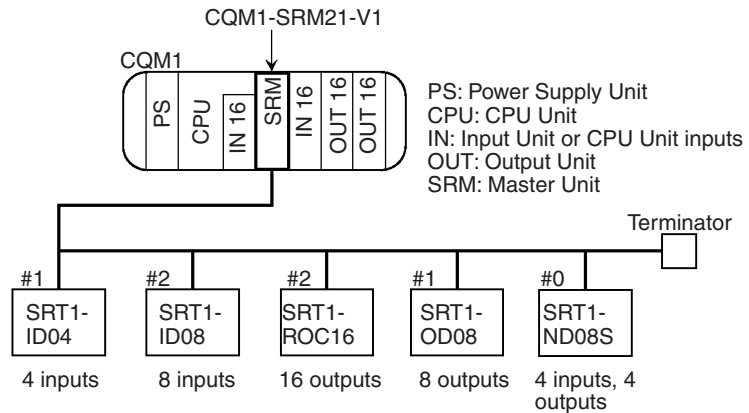 CQM1-SRM21-V1
CQM1
PS
CPU
IN 16
SRM
IN 16
OUT 16
OUT 16
PS: Power Supply Unit
CPU: CPU Unit
IN: Input Unit or CPU Unit inputs
OUT: Output Unit
SRM: Master Unit
Terminator
#1
#2
#2
#1
#0
SRT1-
ID04
SRT1-
ID08
SRT1-
ROC16
SRT1-
OD08
SRT1-
ND08S
4 inputs
8 inputs
16 outputs
8 outputs
4 inputs, 4
outputs